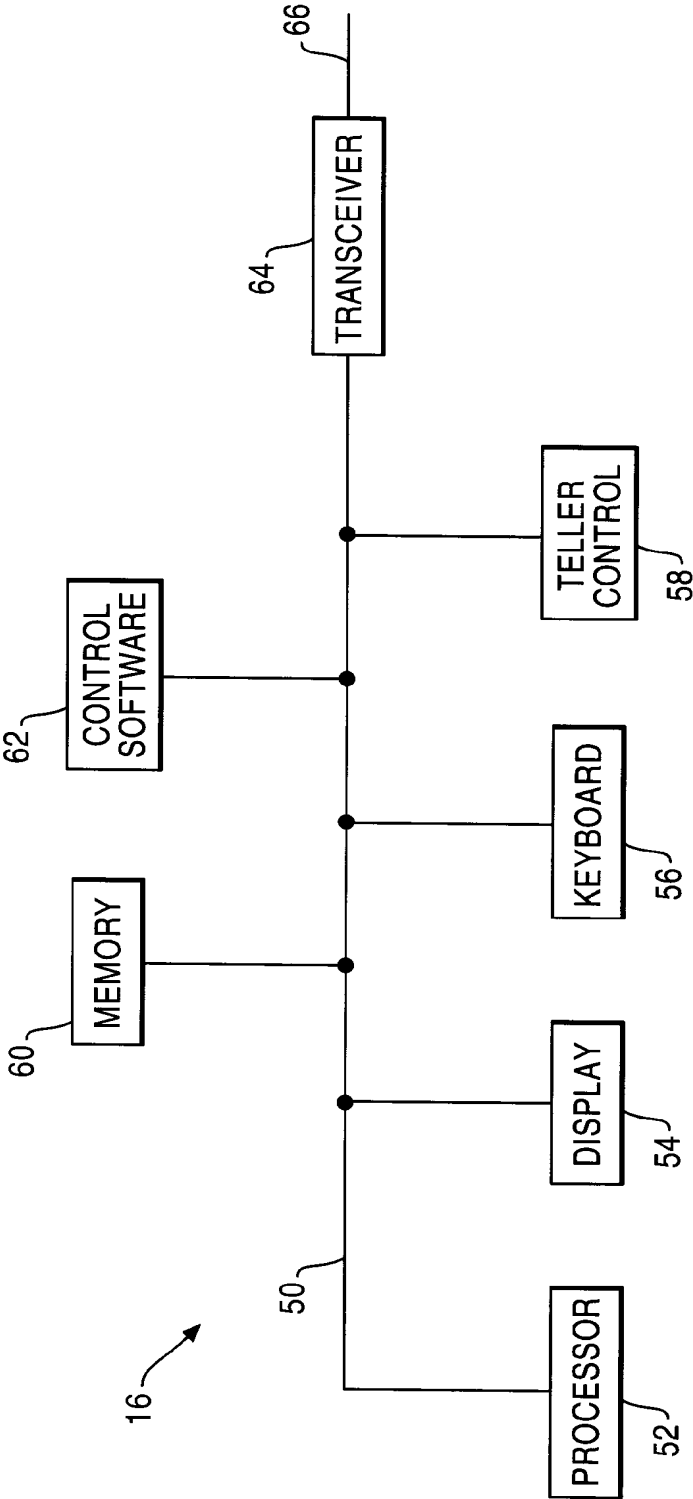 66
64
TRANSCEIVER
62
CONTROL
SOFTWARE
TELLER
CONTROL
58
60
MEMORY
KEYBOARD
56
16
50
DISPLAY
54
PROCESSOR
52